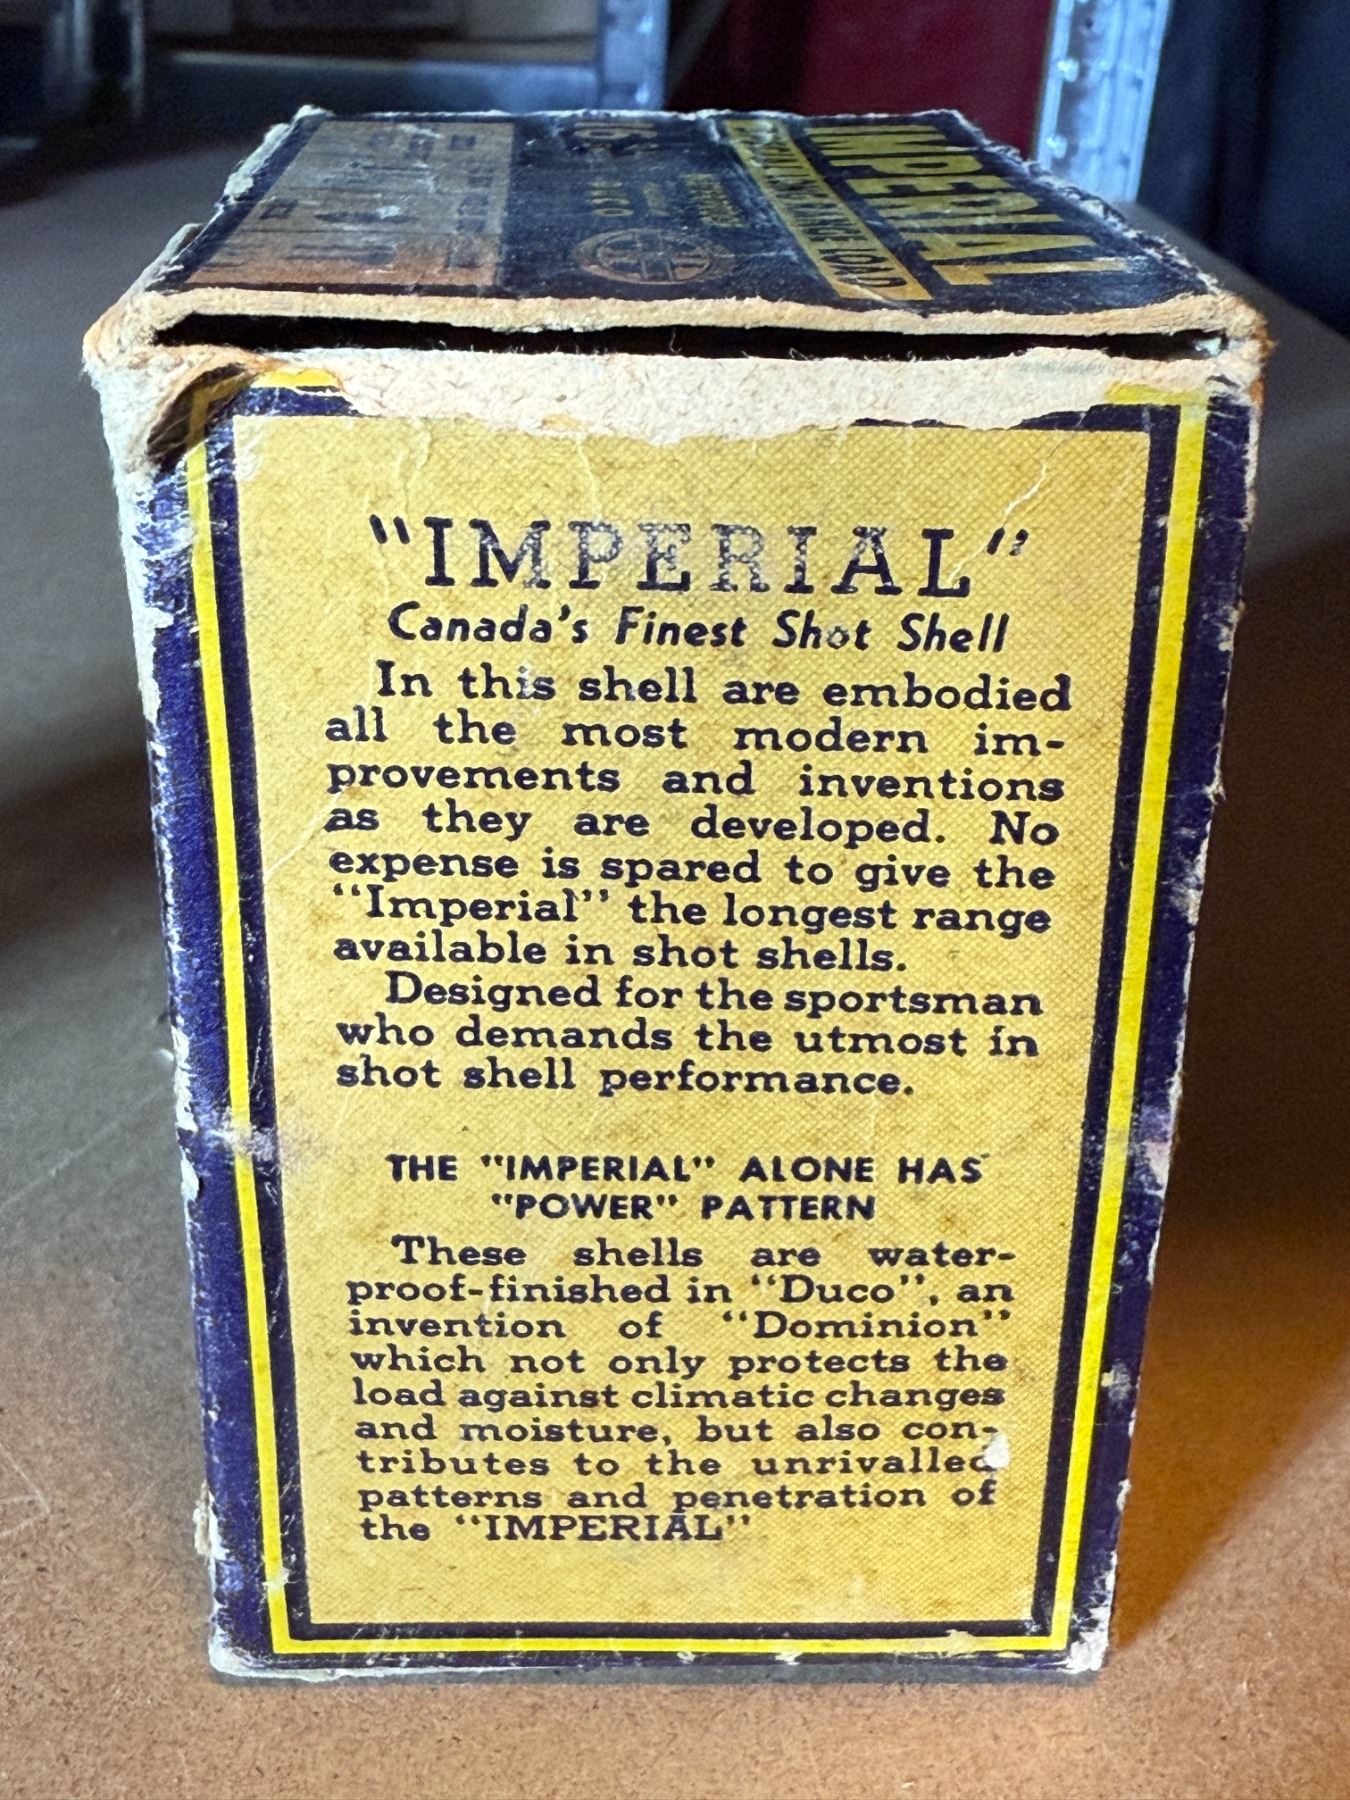 IMPERIAL
LONG RANGE LOAD
"IMPERIAL"
Canada's Finest Shot Shell
In this shell are embodied
all the most modern im-
provements and inventions
as they are developed. No
expense is spared to give the
"Imperial" the longest range
available in shot shells.
Designed for the sportsman
who demands the utmost in
shot shell performance.
THE "IMPERIAL" ALONE HAS
"POWER" PATTERN
These shells are water-
proof-finished in "Duco", an
invention of "Dominion"
which not only protects the
load against climatic changes
and moisture, but also con-
tributes to the unrivalled
patterns and penetration of
the "IMPERIAL"